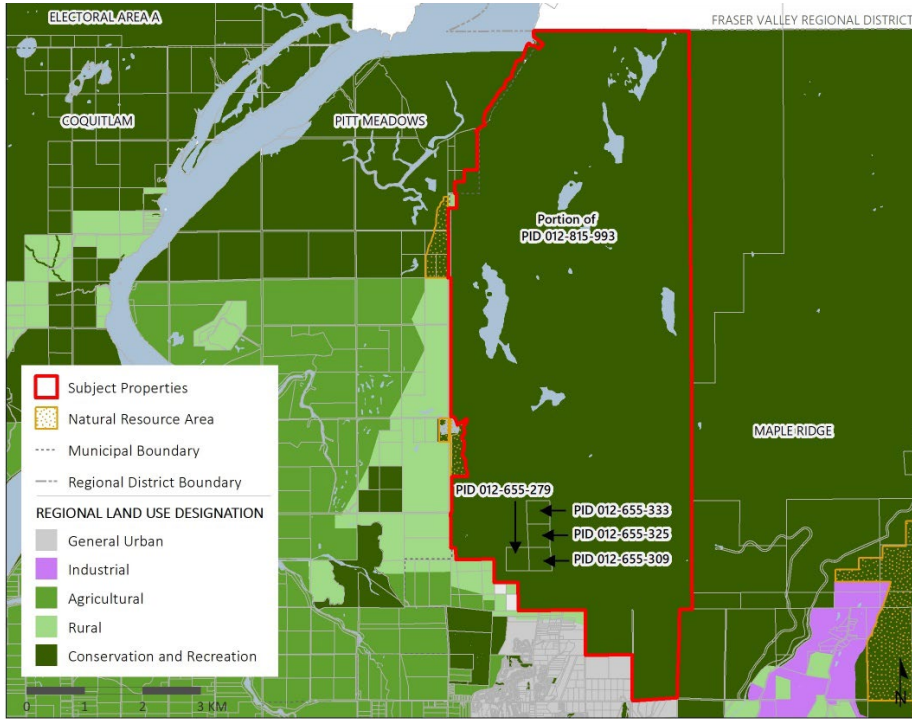 ELECTORAL AREA A
FRASER VALLEY REGIONAL DISTRICT
COQUITLAM
PITT MEADOWS
Portion of
PID 012-815-993
MAPLE RIDGE
PID 012-655-279
PID 012-655-333
PID 012-655-325
PID 012-655-309
Subject Properties
Natural Resource Area
Municipal Boundary
Regional District Boundary
REGIONAL LAND USE DESIGNATION
General Urban
Industrial
Agricultural
Rural
Conservation and Recreation
0 1 2 3 KM
N